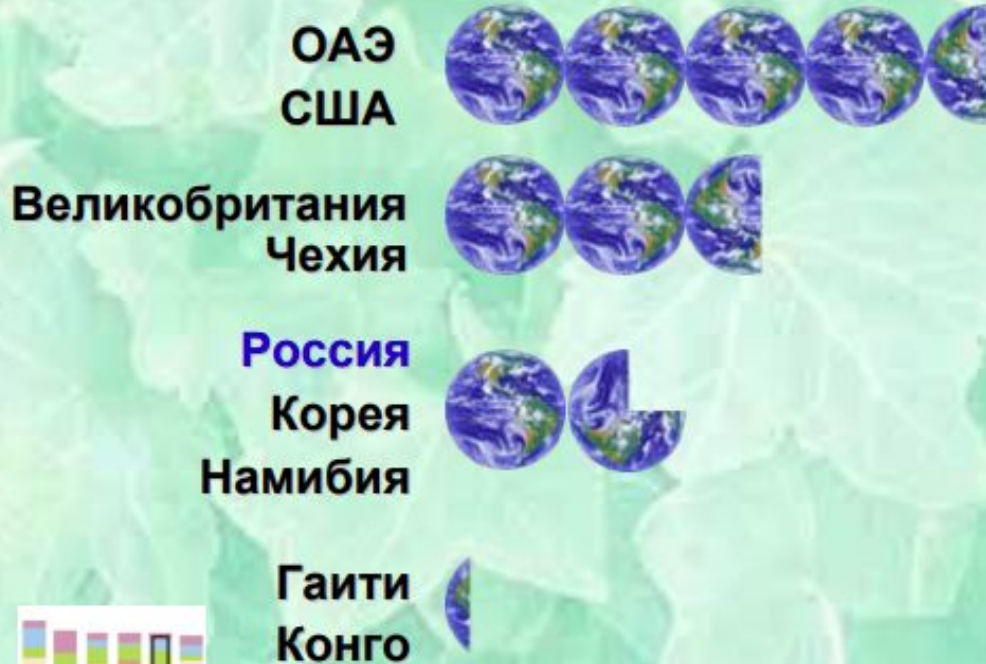 ОАЭ
США
Великобритания
Чехия
Россия
Корея
Намибия
Гаити
Конго